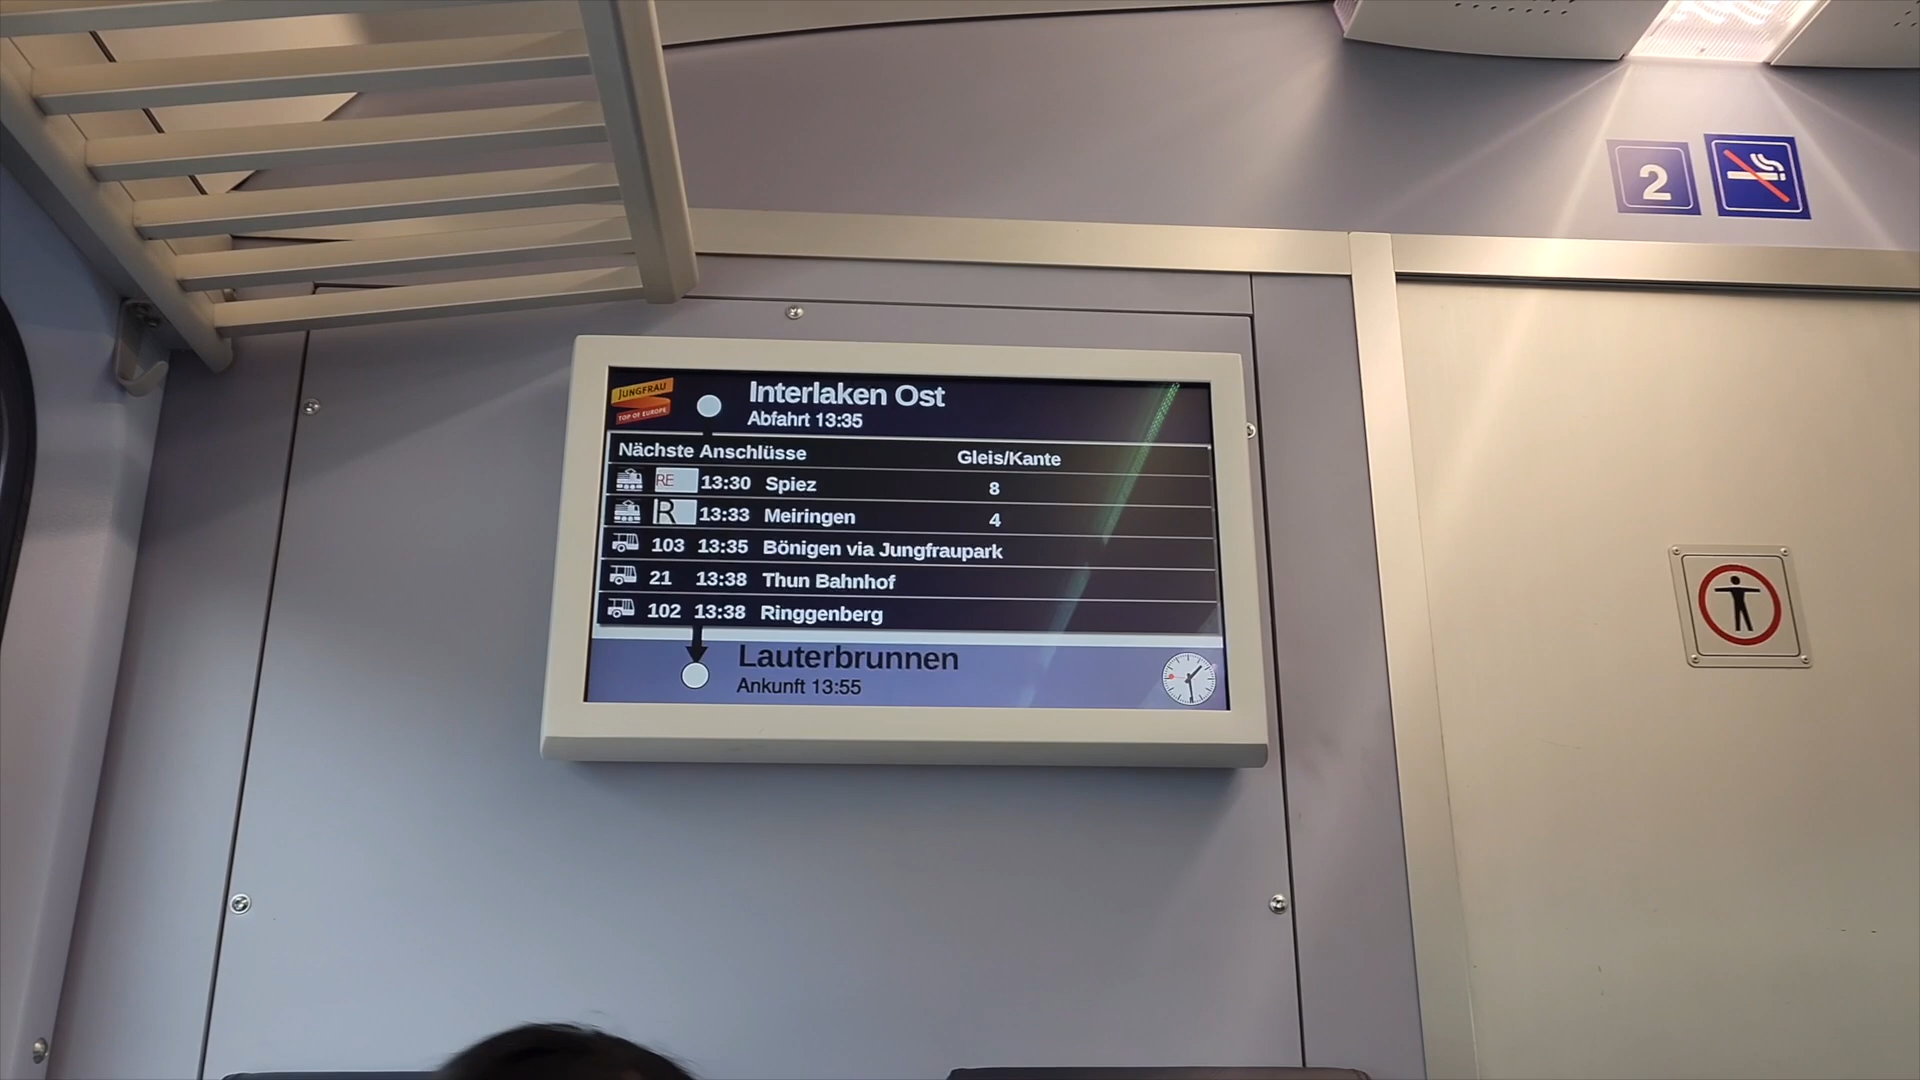 2
JUNGFRAU
TOP OF EUROPE
Interlaken Ost
Abfahrt 13:35
Nächste Anschlüsse Gleis/Kante
RE 13:30 Spiez 8
R 13:33 Meiringen 4
103 13:35 Bönigen via Jungfraupark
21 13:38 Thun Bahnhof
102 13:38 Ringgenberg
Lauterbrunnen
Ankunft 13:55